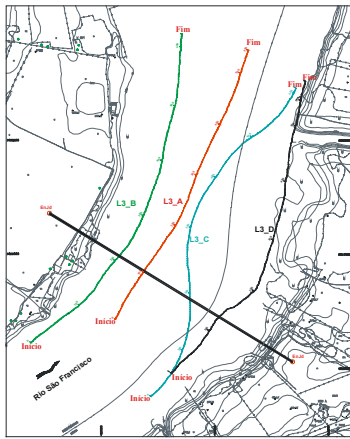 Fim
Fim
Fim
Fim
L3_B
L3_A
L3_C
L3_D
Início
Início
Início
Início
Rio São Francisco